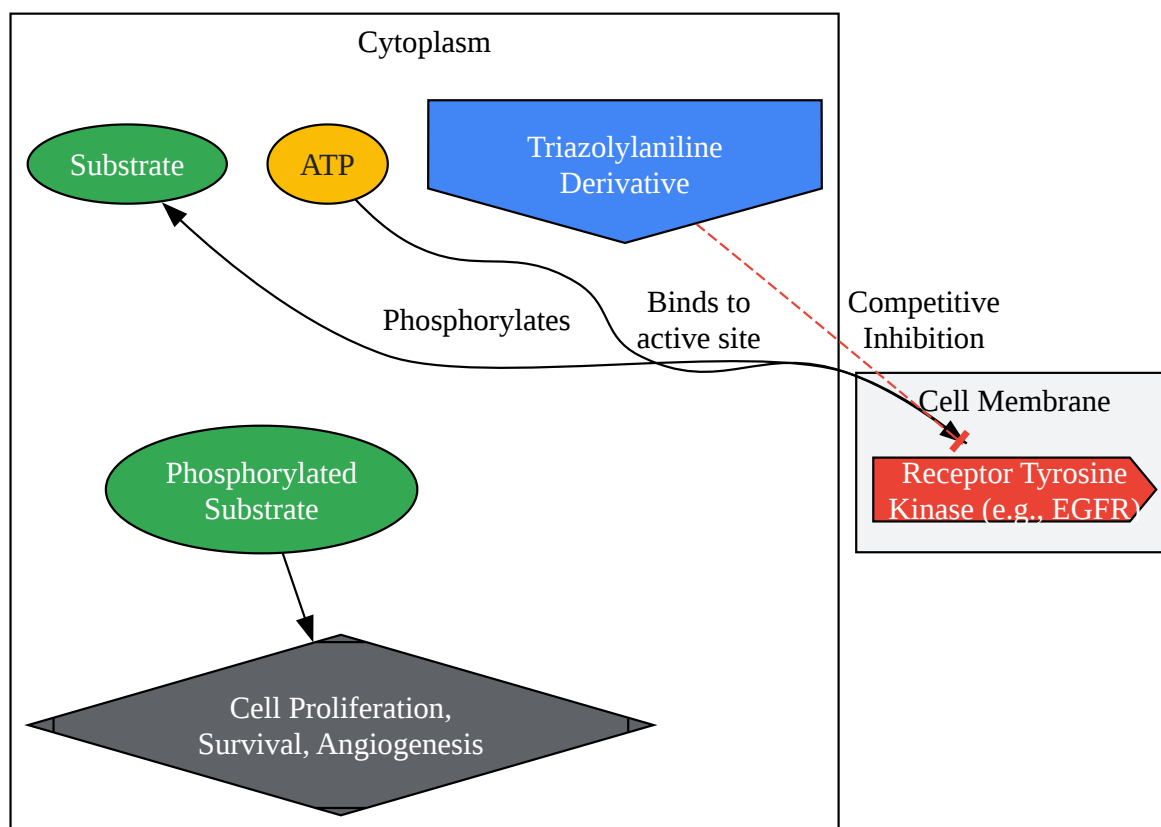 Cytoplasm
Substrate
ATP
Triazolylaniline
Derivative
Phosphorylates
Binds to
active site
Competitive
Inhibition
Cell Membrane
Receptor Tyrosine
Kinase (e.g., EGFR)
Phosphorylated
Substrate
Cell Proliferation,
Survival, Angiogenesis